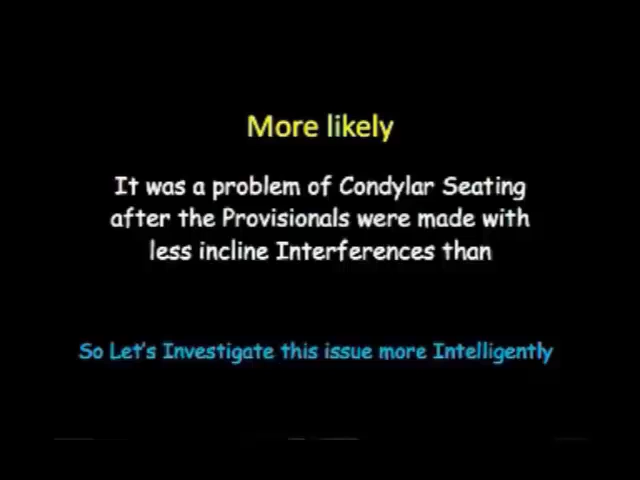 More likely
It was a problem of Condylar Seating
after the Provisionals were made with
less incline Interferences than
So Let's Investigate this issue more Intelligently